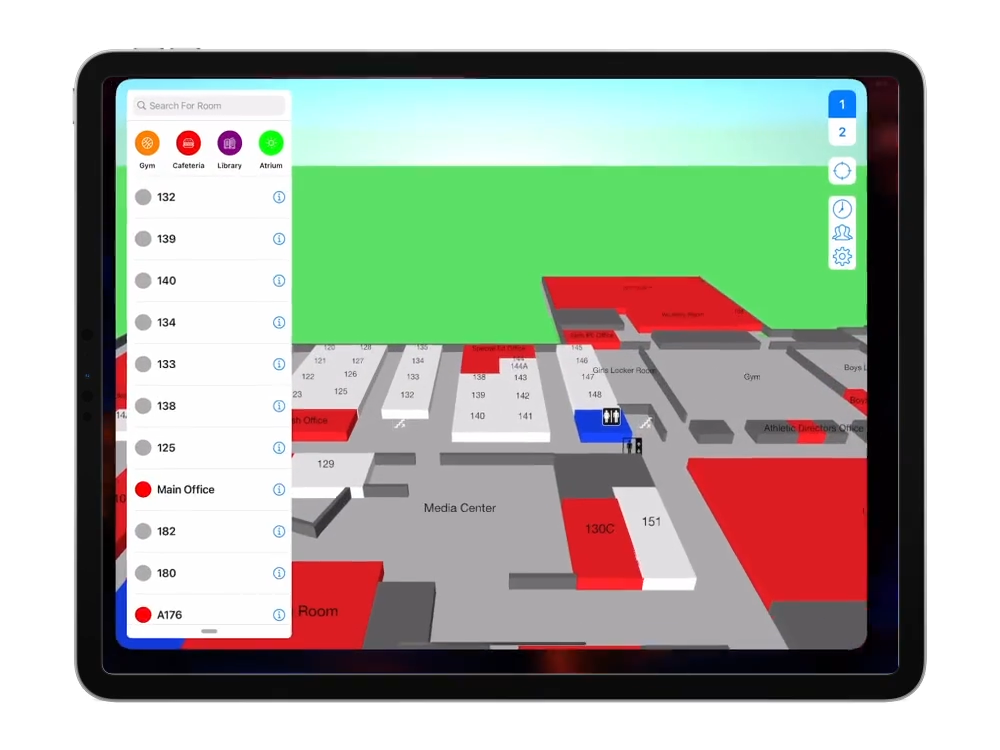 Search For Room
Gym
Cafeteria
Library
Atrium
132
139
140
134
133
138
125
Main Office
182
180
A176
1
2
120
128
135
Special Ed Office
145
121
127
134
144
146
144A
Girls Locker Room
122
126
133
138
143
147
Gym
Boys L
23
125
132
139
142
148
Boys
140
141
Office
Athletic Directors Office
129
Media Center
130C
151
Room